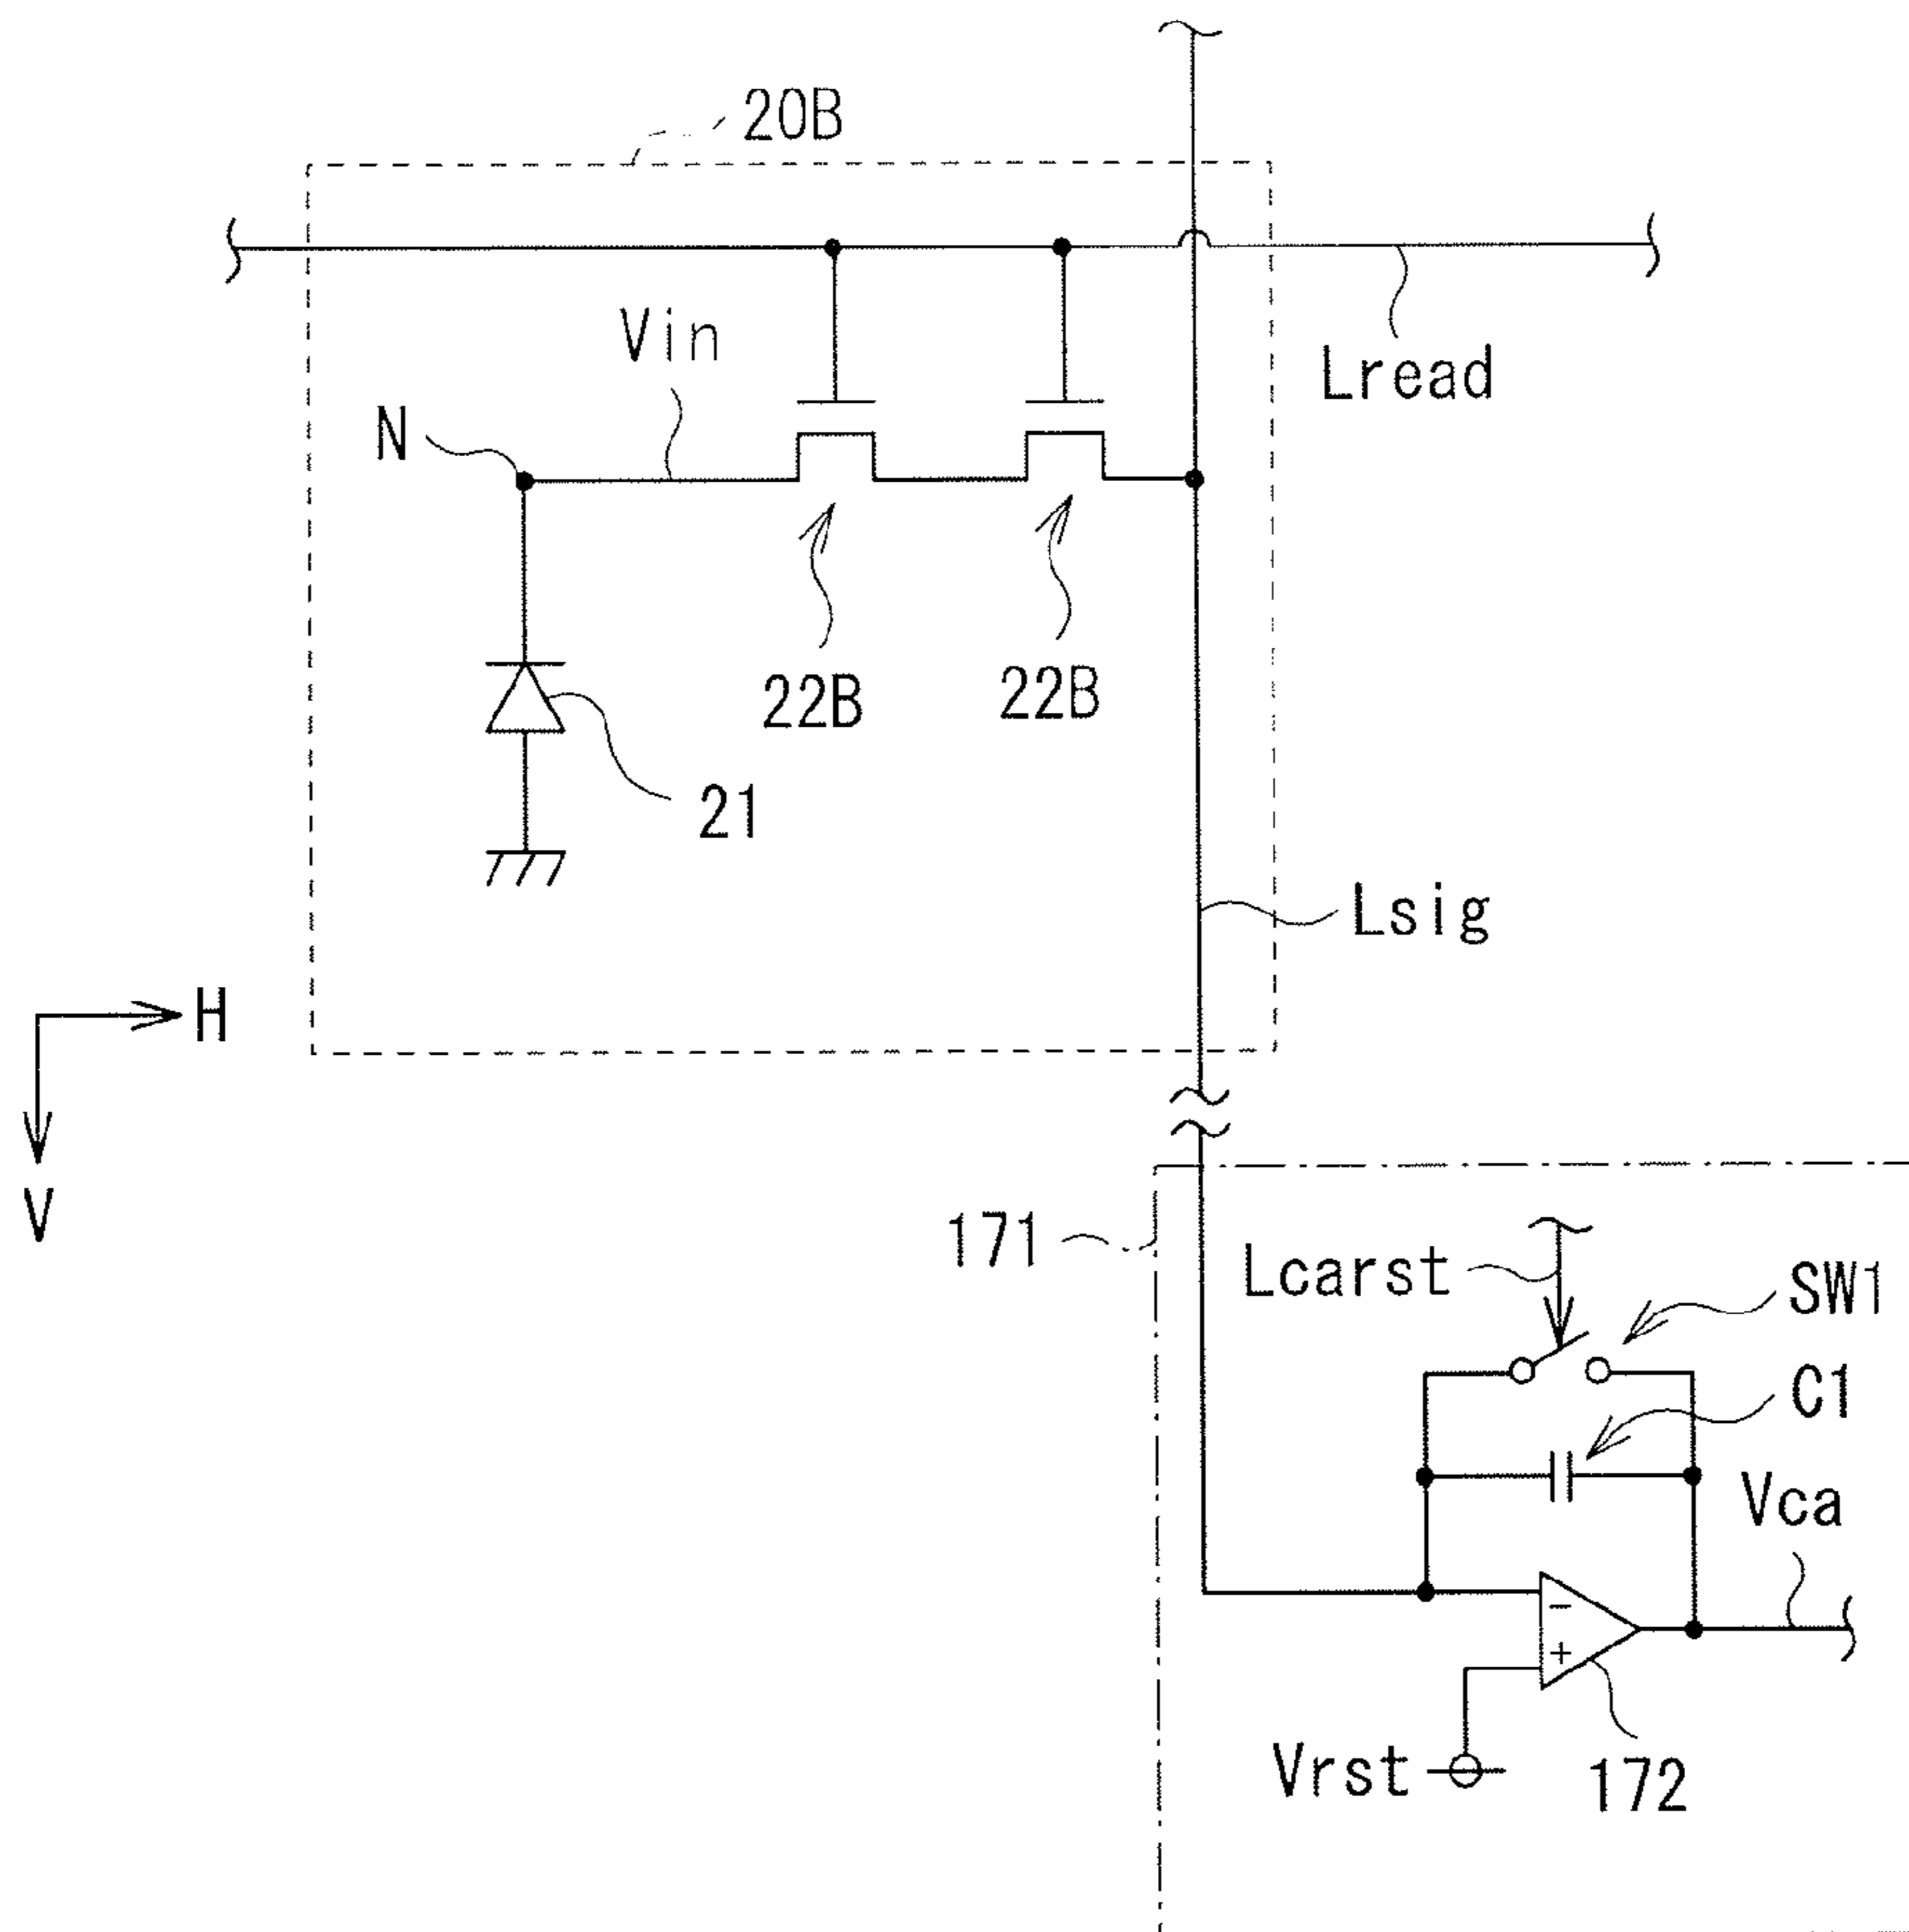 20B
Vin
Lread
N
22B
22B
21
Lsig
H
V
171
Lcarst
SW1
C1
Vca
−
+
Vrst
172